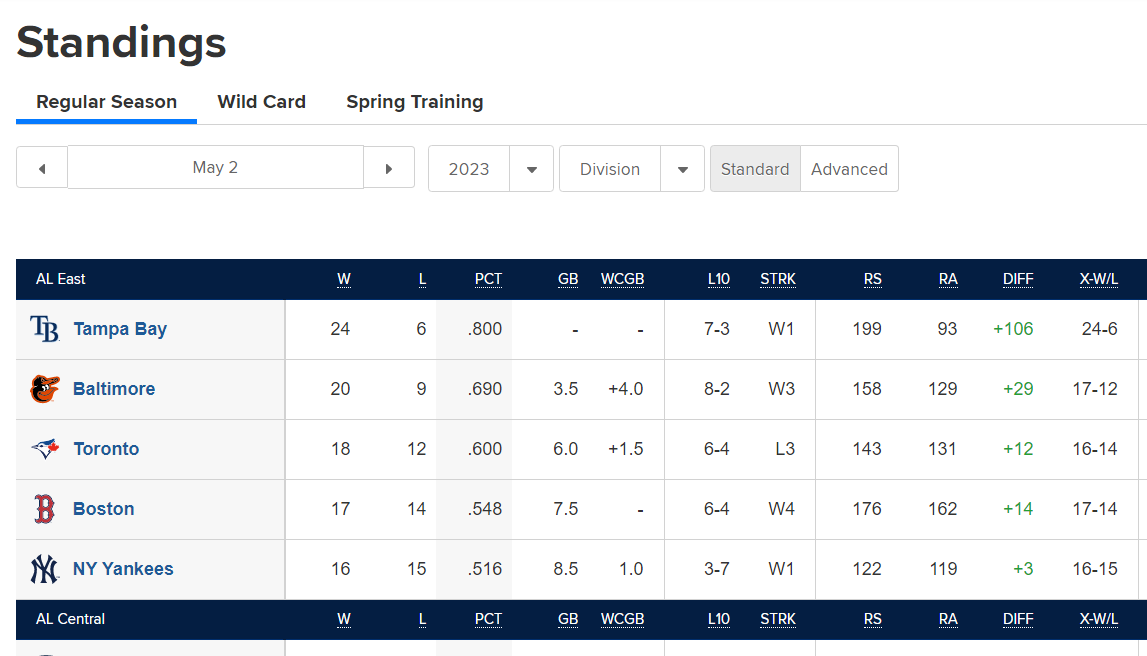 Standings
Regular Season Wild Card Spring Training
May 2 2023 Division Standard Advanced
AL East W L PCT GB WCGB L10 STRK RS RA DIFF X-W/L
TB Tampa Bay 24 6 .800 - - 7-3 W1 199 93 +106 24-6
Baltimore 20 9 .690 3.5 +4.0 8-2 W3 158 129 +29 17-12
Toronto 18 12 .600 6.0 +1.5 6-4 L3 143 131 +12 16-14
B Boston 17 14 .548 7.5 - 6-4 W4 176 162 +14 17-14
NY NY Yankees 16 15 .516 8.5 1.0 3-7 W1 122 119 +3 16-15
AL Central W L PCT GB WCGB L10 STRK RS RA DIFF X-W/L